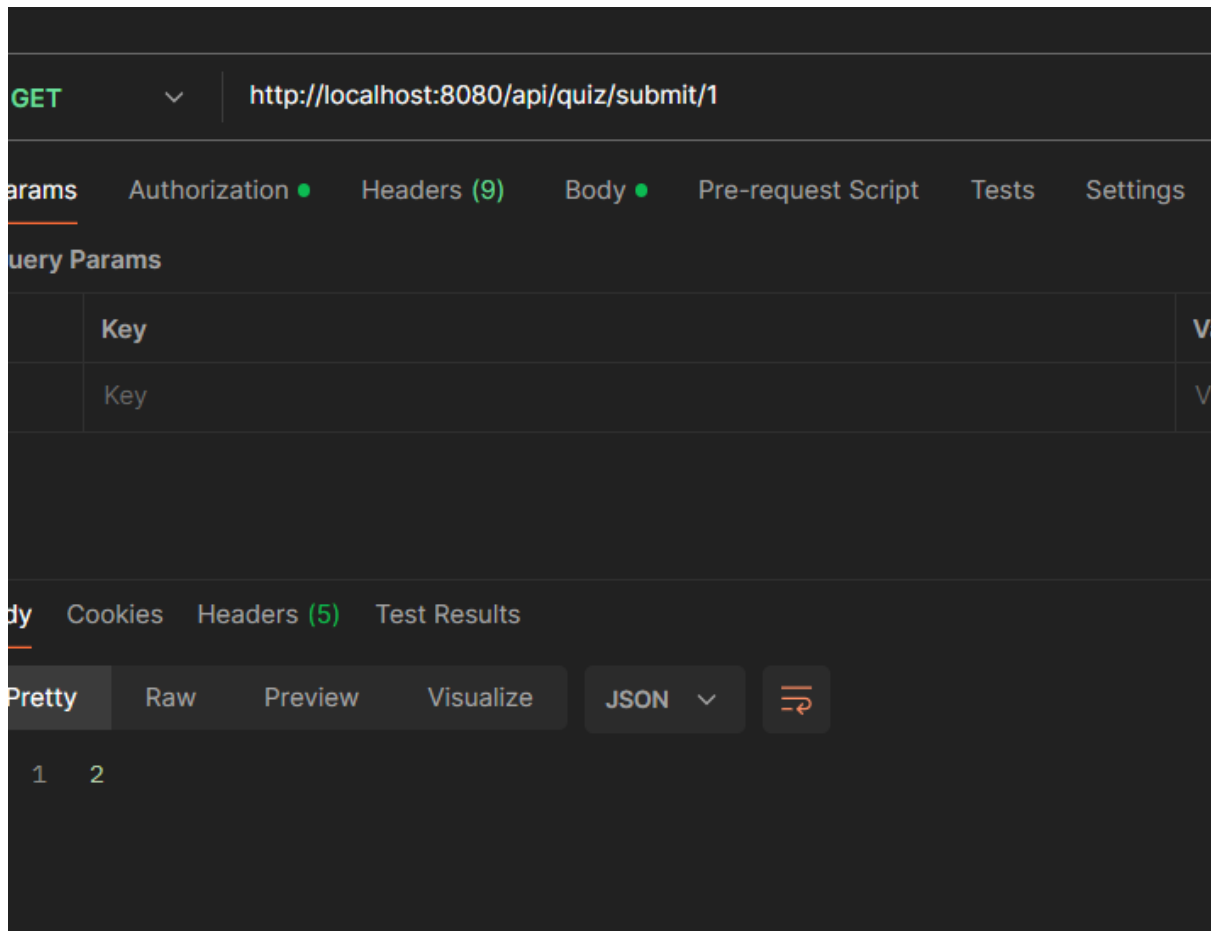 GET http://localhost:8080/api/quiz/submit/1
arams Authorization Headers (9) Body Pre-request Script Tests Settings
uery Params
Key Va
Key V
dy Cookies Headers (5) Test Results
Pretty Raw Preview Visualize JSON
1 2